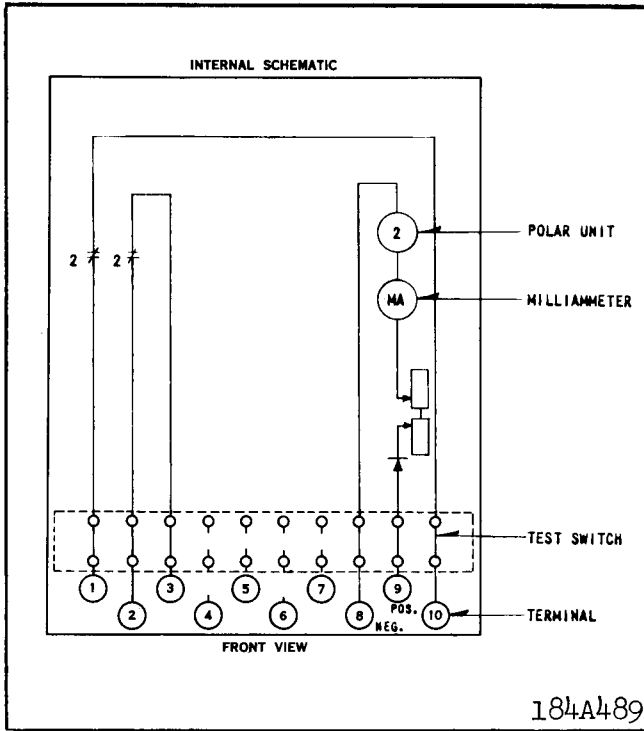 INTERNAL SCHEMATIC
2
2
2
POLAR UNIT
MA
MILLIAMMETER
TEST SWITCH
1
3
5
7
9
2
4
6
8
POS.
NEG.
10
TERMINAL
FRONT VIEW
184A489